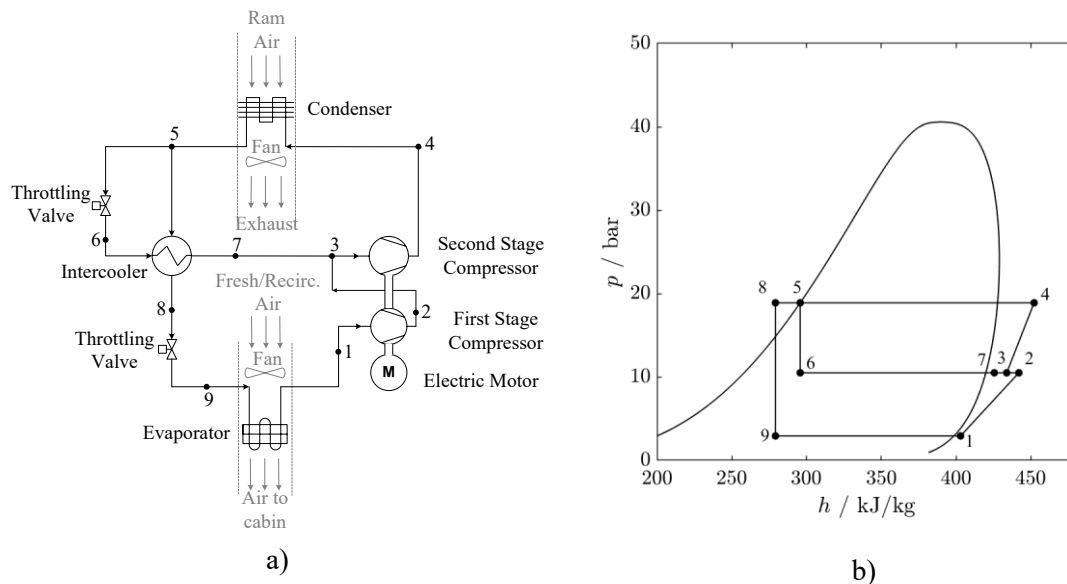 Ram
Air
Condenser
5
4
Fan
Throttling
Valve
Exhaust
6
7
3
Second Stage
Compressor
Intercooler
Fresh/Recirc.
Air
8
2
First Stage
Compressor
Throttling
Valve
1
Fan
M
Electric Motor
9
Evaporator
Air to
cabin
a)
50
40
30
20
10
0
p / bar
8
5
4
6
7
3
2
9
1
200
250
300
350
400
450
h / kJ/kg
b)